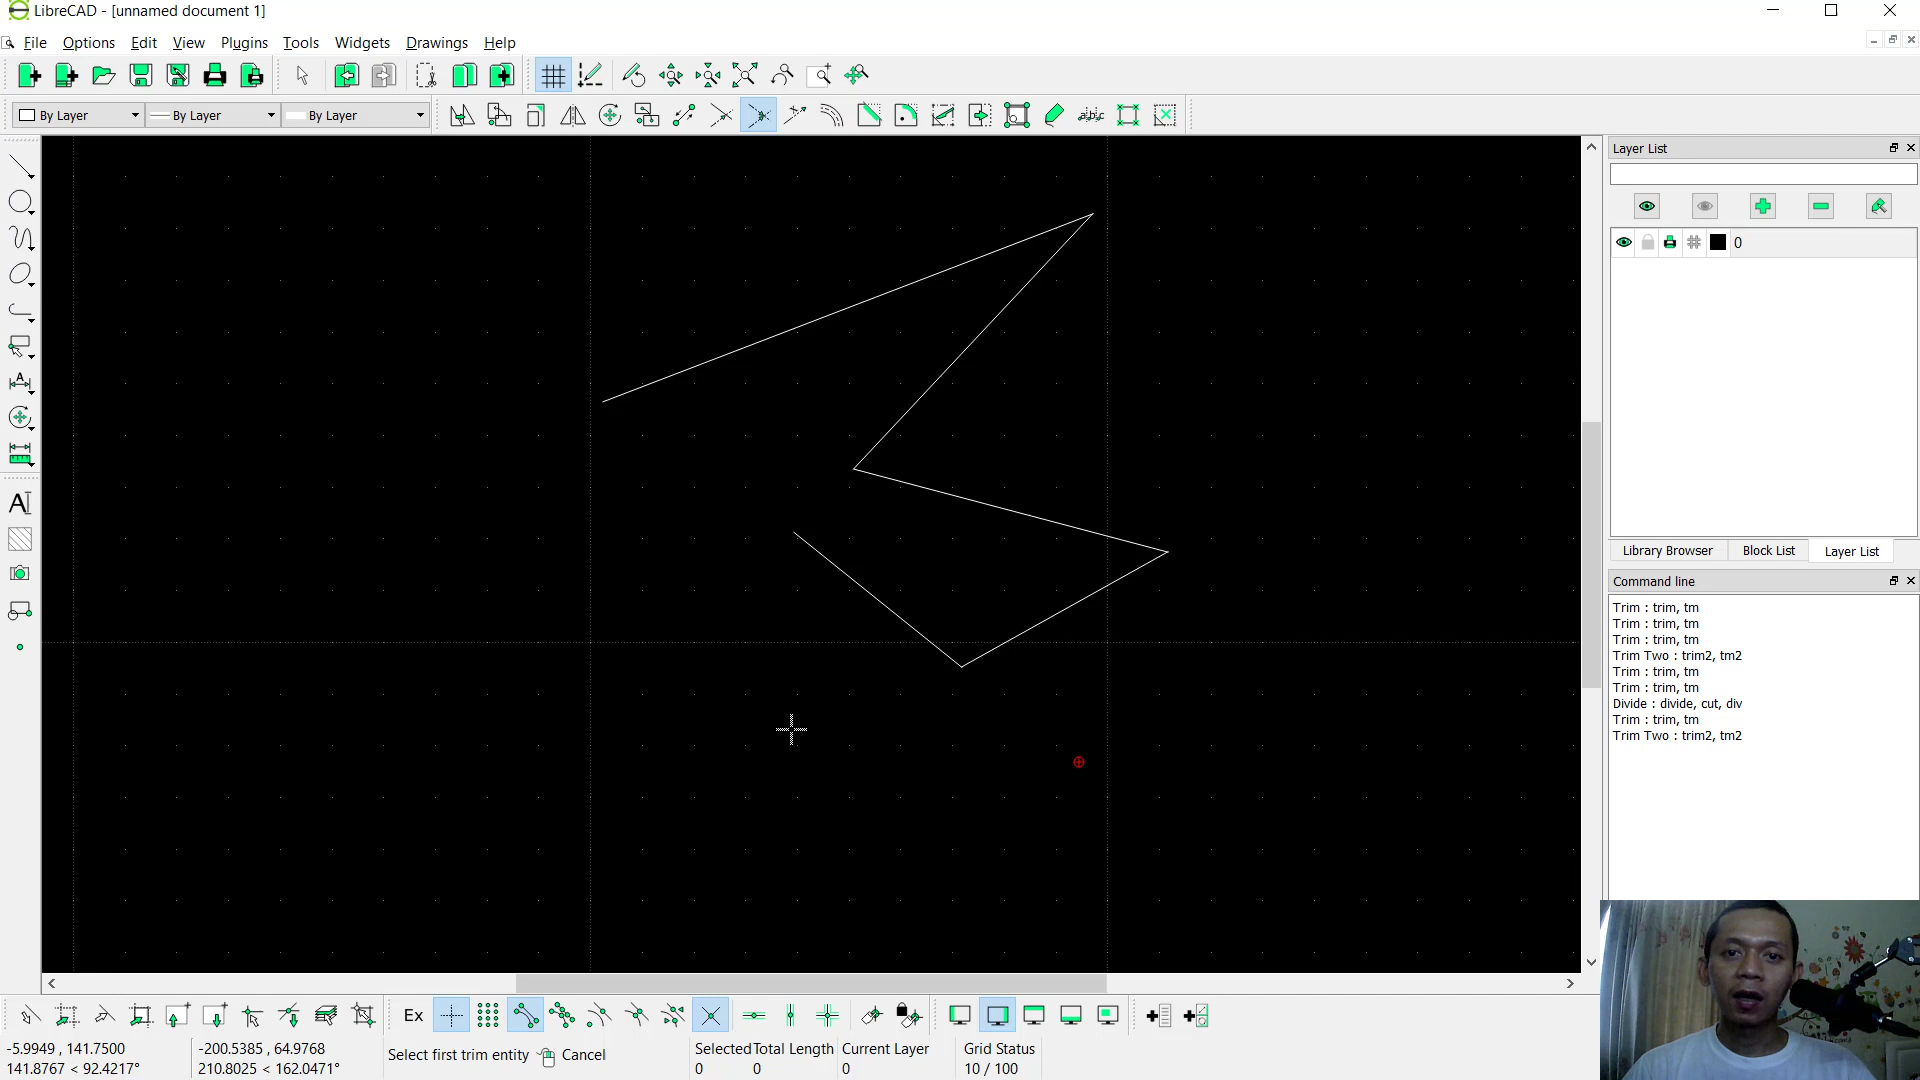 LibreCAD - [unnamed document 1]
File Options Edit View Plugins Tools Widgets Drawings Help
By Layer By Layer By Layer
abc
A
A
Layer List
0
Library Browser Block List Layer List
Command line
Trim : trim, tm
Trim : trim, tm
Trim : trim, tm
Trim Two : trim2, tm2
Trim : trim, tm
Trim : trim, tm
Divide : divide, cut, div
Trim : trim, tm
Trim Two : trim2, tm2
Ex
-5.9949 , 141.7500
141.8767 < 92.4217°
-200.5385 , 64.9768
210.8025 < 162.0471°
Select first trim entity Cancel
Selected Total Length
0 0
Current Layer
0
Grid Status
10 / 100